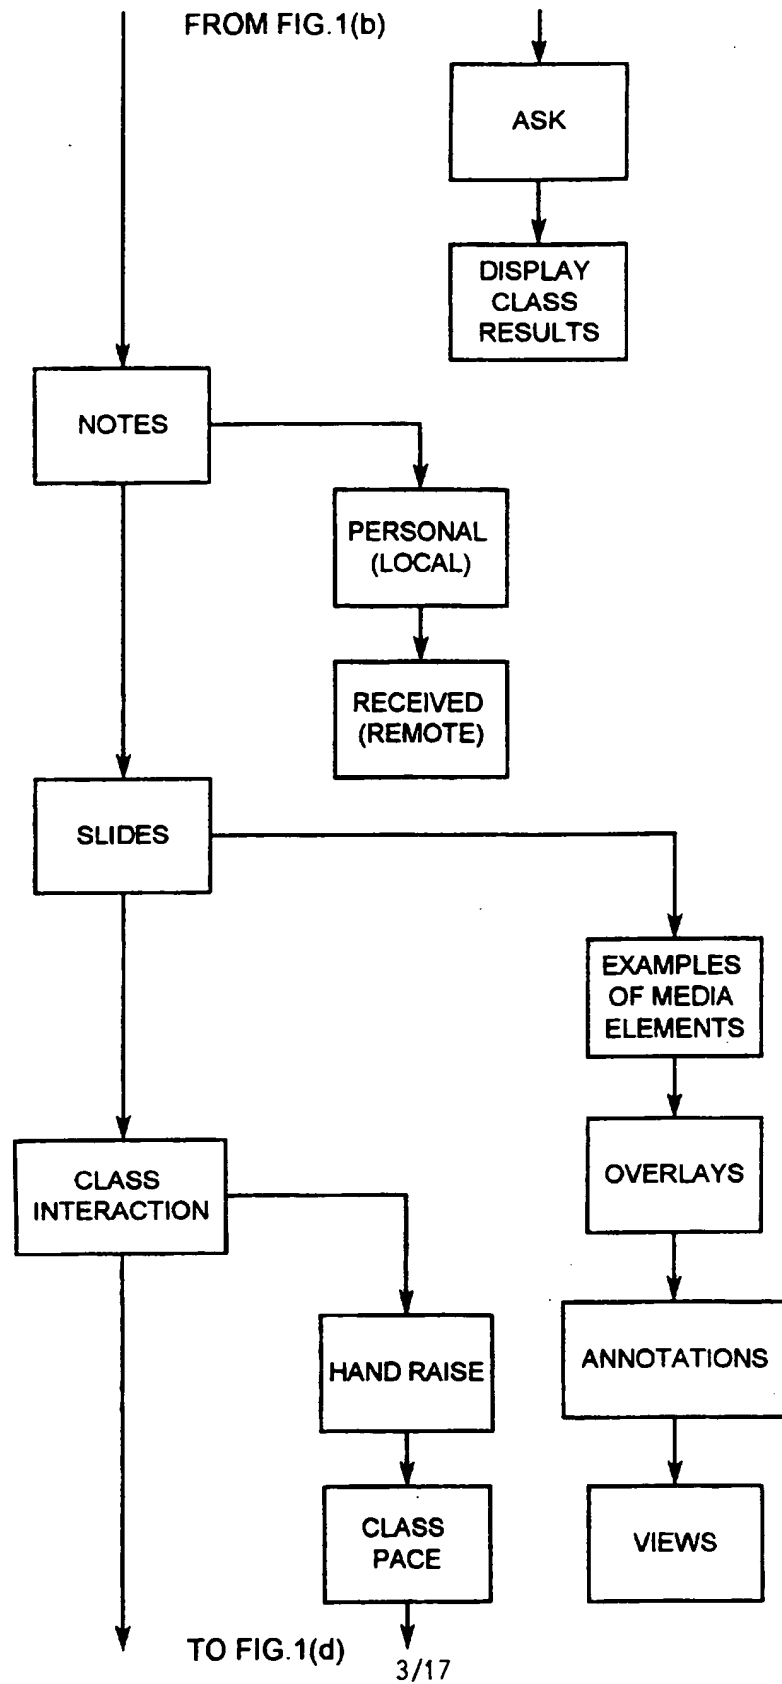 FROM FIG.1(b)
ASK
DISPLAY
CLASS
RESULTS
NOTES
PERSONAL
(LOCAL)
RECEIVED
(REMOTE)
SLIDES
EXAMPLES
OF MEDIA
ELEMENTS
OVERLAYS
CLASS
INTERACTION
ANNOTATIONS
HAND RAISE
VIEWS
CLASS
PACE
TO FIG.1(d)
3/17